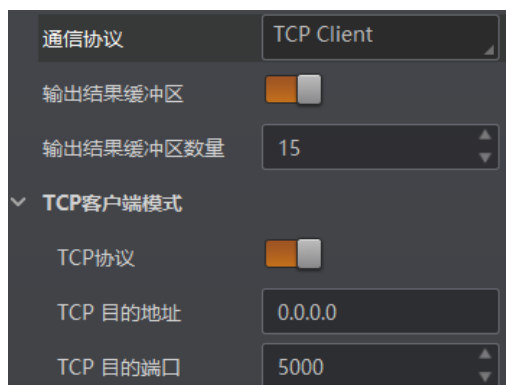 通信协议 TCP Client
输出结果缓冲区
输出结果缓冲区数量 15
TCP客户端模式
TCP协议
TCP 目的地址 0.0.0.0
TCP 目的端口 5000